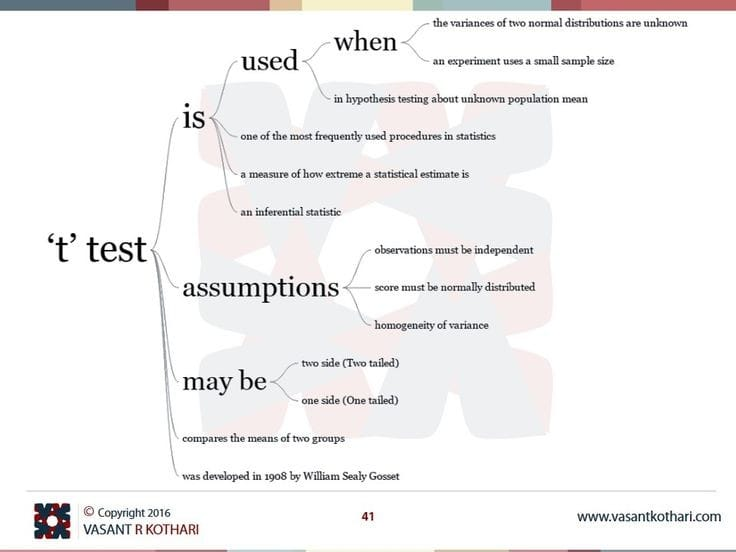 ‘t’ test
is
used
when
the variances of two normal distributions are unknown
an experiment uses a small sample size
in hypothesis testing about unknown population mean
one of the most frequently used procedures in statistics
a measure of how extreme a statistical estimate is
an inferential statistic
assumptions
observations must be independent
score must be normally distributed
homogeneity of variance
may be
two side (Two tailed)
one side (One tailed)
compares the means of two groups
was developed in 1908 by William Sealy Gosset
© Copyright 2016
VASANT R KOTHARI
41
www.vasantkothari.com